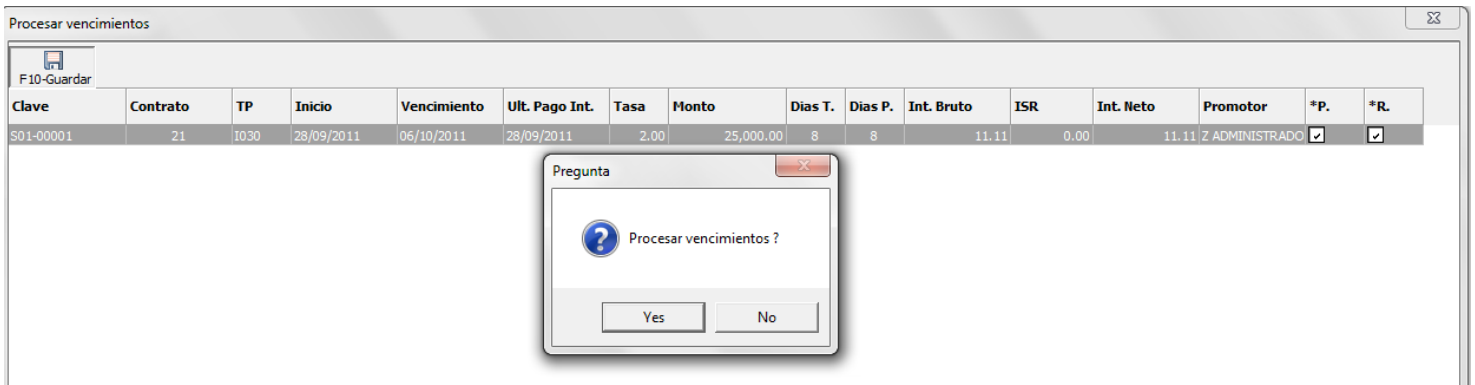 Procesar vencimientos
F10-Guardar
Clave Contrato TP Inicio Vencimiento Ult. Pago Int. Tasa Monto Dias T. Dias P. Int. Bruto ISR Int. Neto Promotor *P. *R.
S01-00001 21 I030 28/09/2011 06/10/2011 28/09/2011 2.00 25,000.00 8 8 11.11 0.00 11.11 Z ADMINISTRADO
Pregunta
Procesar vencimientos ?
Yes No